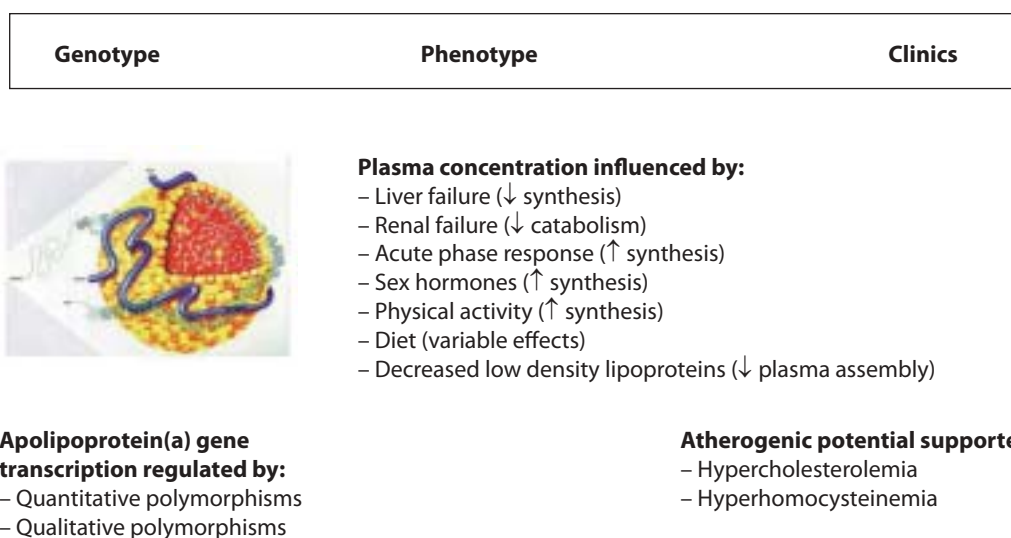 Genotype Phenotype Clinics
Plasma concentration influenced by:
– Liver failure (↓ synthesis)
– Renal failure (↓ catabolism)
– Acute phase response (↑ synthesis)
– Sex hormones (↑ synthesis)
– Physical activity (↑ synthesis)
– Diet (variable effects)
– Decreased low density lipoproteins (↓ plasma assembly)
Apolipoprotein(a) gene
transcription regulated by:
– Quantitative polymorphisms
– Qualitative polymorphisms
Atherogenic potential supporte
– Hypercholesterolemia
– Hyperhomocysteinemia